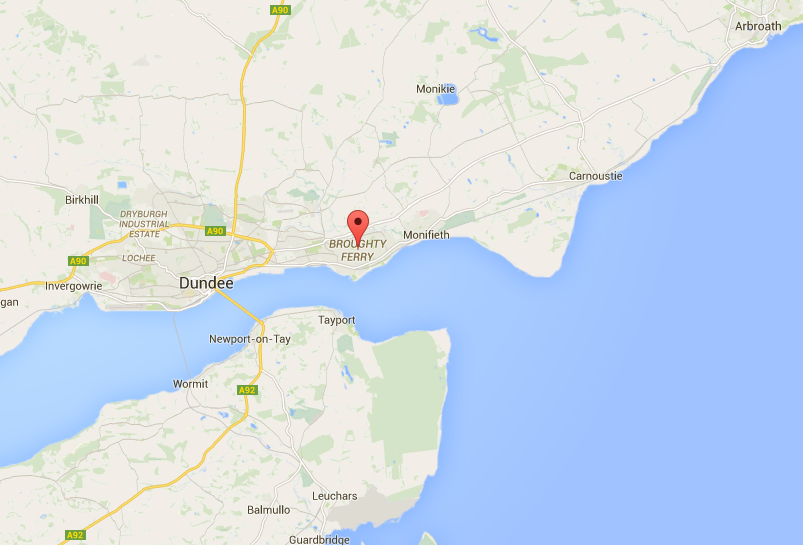 A90
Arbroath
Monikie
Carnoustie
Birkhill
DRYBURGH
INDUSTRIAL
ESTATE
A90
Monifieth
BROUGHTY
FERRY
LOCHEE
A90
Invergowrie
Dundee
gan
Tayport
Newport-on-Tay
Wormit
A92
Leuchars
Balmullo
A92
Guardbridge